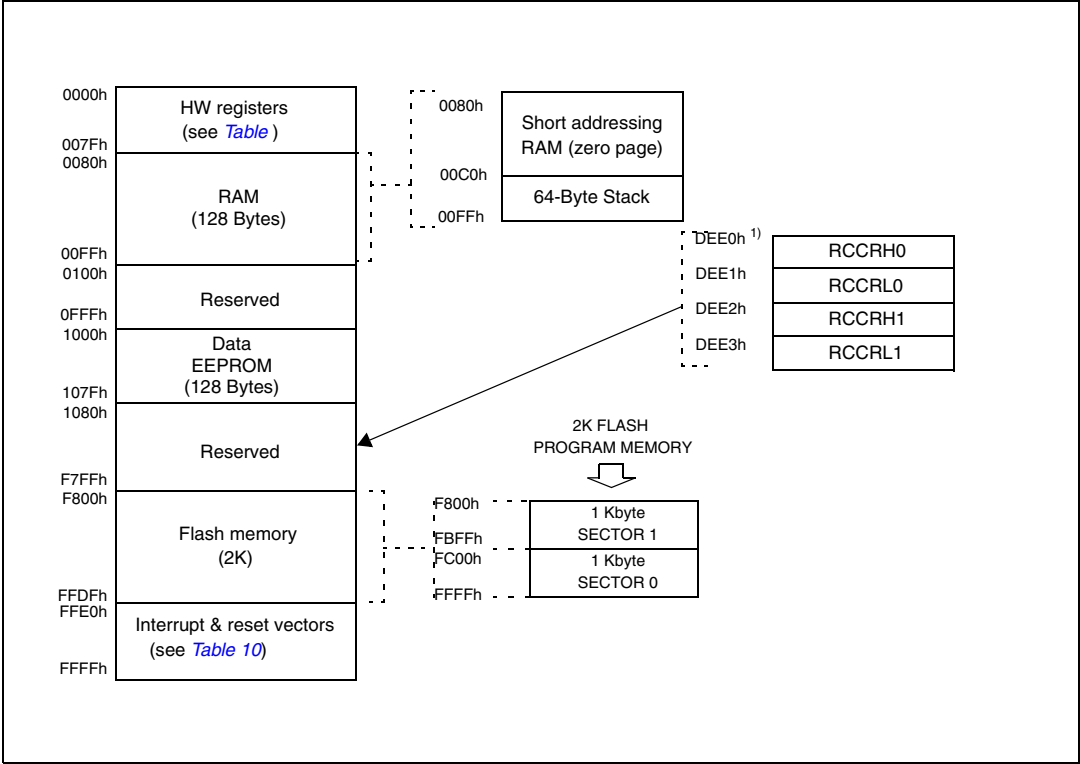 0000h
HW registers
(see Table )
007Fh
0080h
RAM
(128 Bytes)
00FFh
0100h
Reserved
0FFFh
1000h
Data
EEPROM
(128 Bytes)
107Fh
1080h
Reserved
F7FFh
F800h
Flash memory
(2K)
FFDFh
FFE0h
Interrupt & reset vectors
(see Table 10)
FFFFh
0080h
Short addressing
RAM (zero page)
00C0h
64-Byte Stack
00FFh
DEE0h 1)
RCCRH0
DEE1h
RCCRL0
DEE2h
RCCRH1
DEE3h
RCCRL1
2K FLASH
PROGRAM MEMORY
F800h
1 Kbyte
SECTOR 1
FBFFh
FC00h
1 Kbyte
SECTOR 0
FFFFh